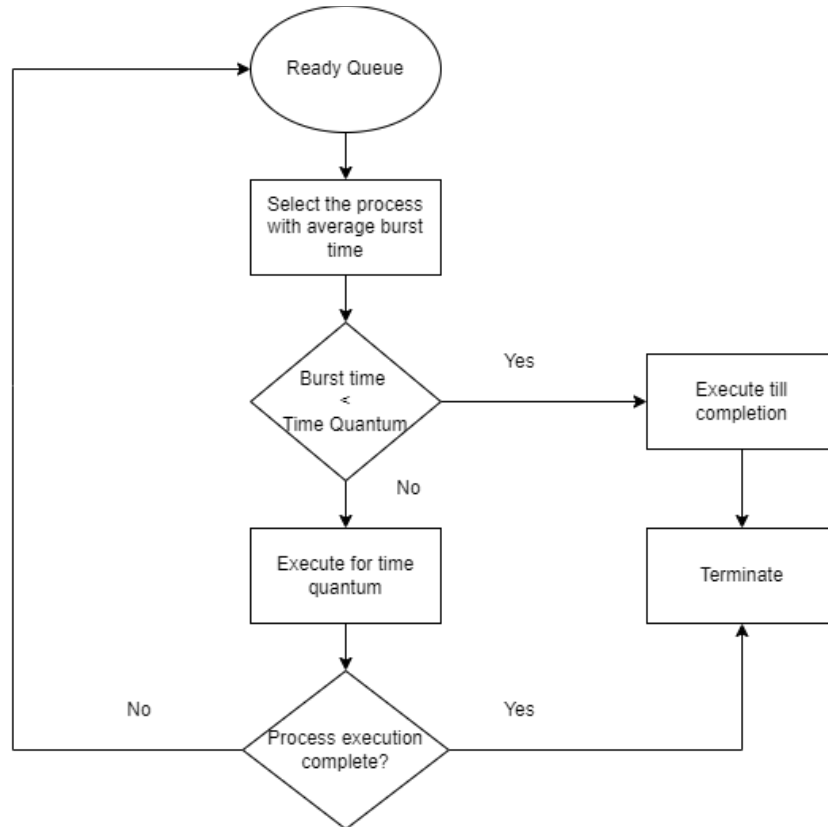 Ready Queue
Select the process
with average burst
time
Burst time
<
Time Quantum
Yes
Execute till
completion
No
Execute for time
quantum
Terminate
No
Yes
Process execution
complete?